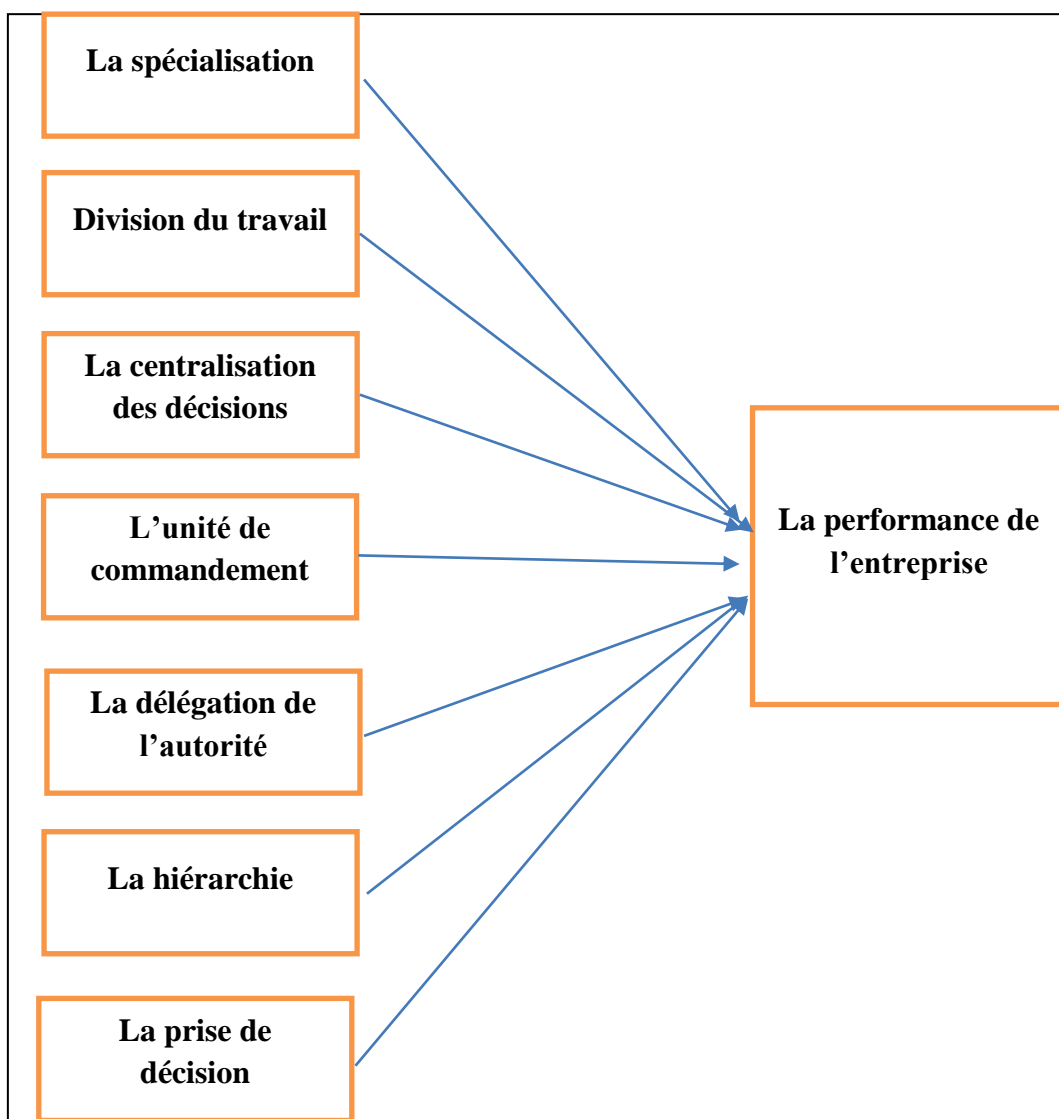 La spécialisation
Division du travail
La centralisation
des décisions
L’unité de
commandement
La performance de
l’entreprise
La délégation de
l’autorité
La hiérarchie
La prise de
décision